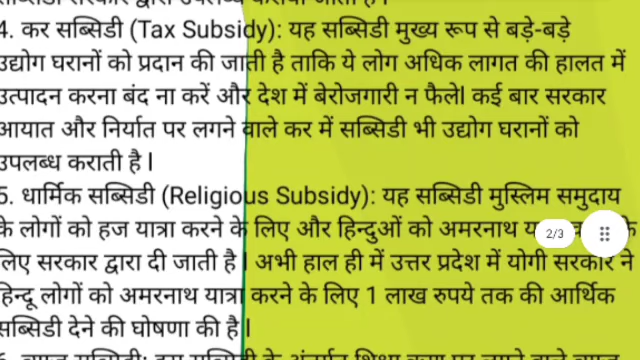 4. कर सब्सिडी (Tax Subsidy): यह सब्सिडी मुख्य रूप से बड़े-बड़े
उद्योग घरानों को प्रदान की जाती है ताकि ये लोग अधिक लागत की हालत में
उत्पादन करना बंद ना करें और देश में बेरोजगारी न फैले। कई बार सरकार
आयात और निर्यात पर लगने वाले कर में सब्सिडी भी उद्योग घरानों को
उपलब्ध कराती है।
5. धार्मिक सब्सिडी (Religious Subsidy): यह सब्सिडी मुस्लिम समुदाय
के लोगों को हज यात्रा करने के लिए और हिन्दुओं को अमरनाथ 2/3 के
लिए सरकार द्वारा दी जाती है। अभी हाल ही में उत्तर प्रदेश में योगी सरकार ने
हिन्दू लोगों को अमरनाथ यात्रा करने के लिए 1 लाख रुपये तक की आर्थिक
सब्सिडी देने की घोषणा की है।